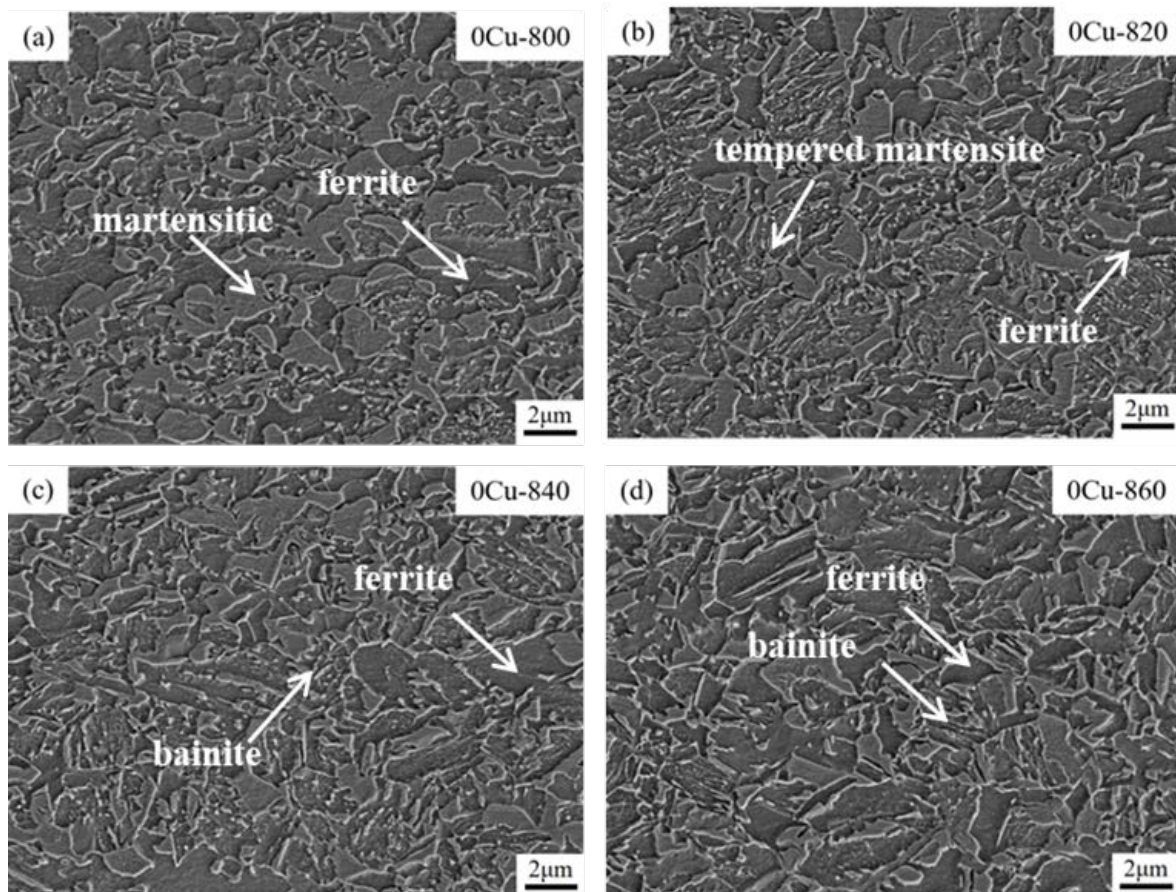 (a)
0Cu-800
ferrite
martensitic
2μm
(b)
0Cu-820
tempered martensite
ferrite
2μm
(c)
0Cu-840
ferrite
bainite
2μm
(d)
0Cu-860
ferrite
bainite
2μm